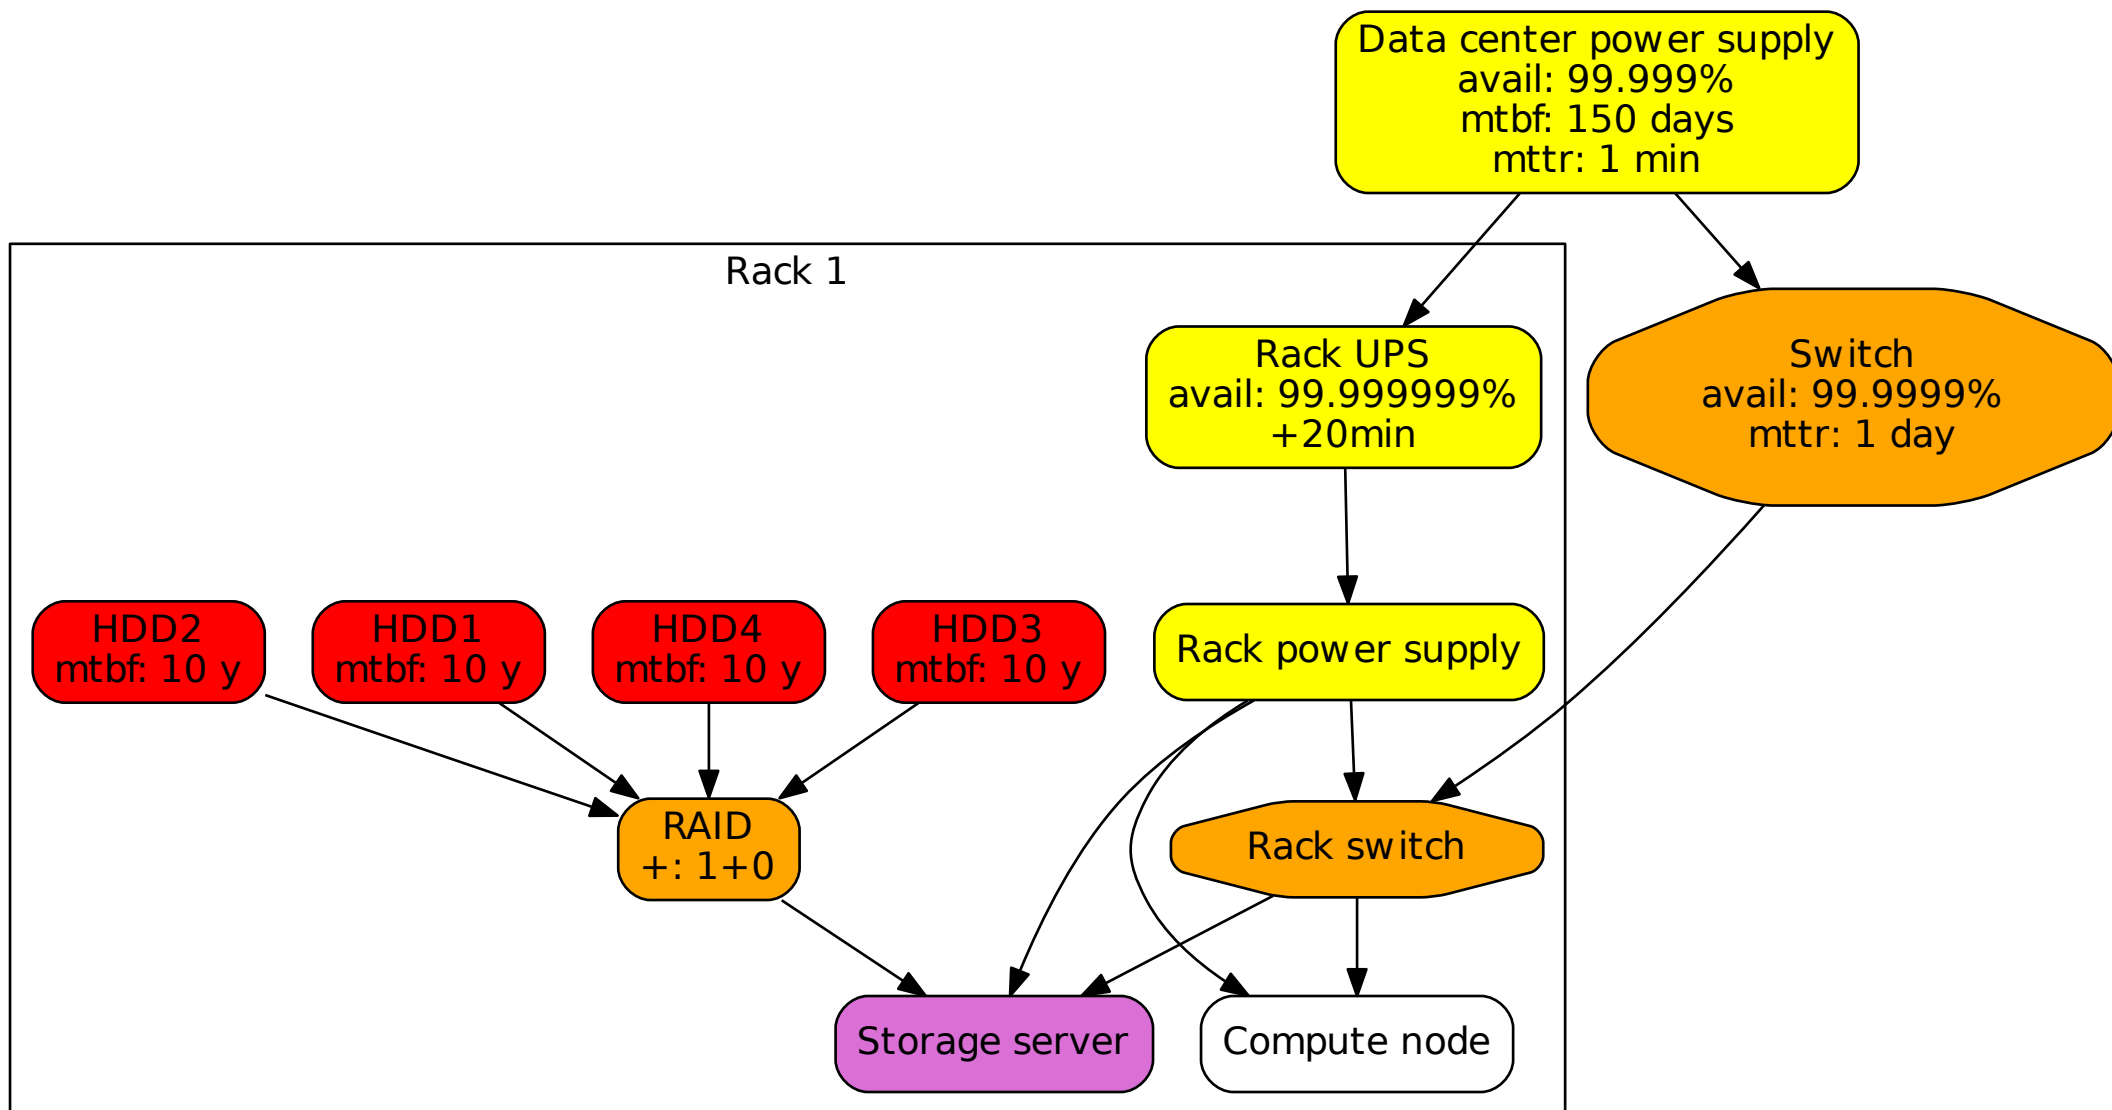 Data center power supply
avail: 99.999%
mtbf: 150 days
mttr: 1 min
Rack 1
Rack UPS
avail: 99.999999%
+20min
Switch
avail: 99.9999%
mttr: 1 day
HDD2
mtbf: 10 y
HDD1
mtbf: 10 y
HDD4
mtbf: 10 y
HDD3
mtbf: 10 y
Rack power supply
RAID
+: 1+0
Rack switch
Storage server
Compute node